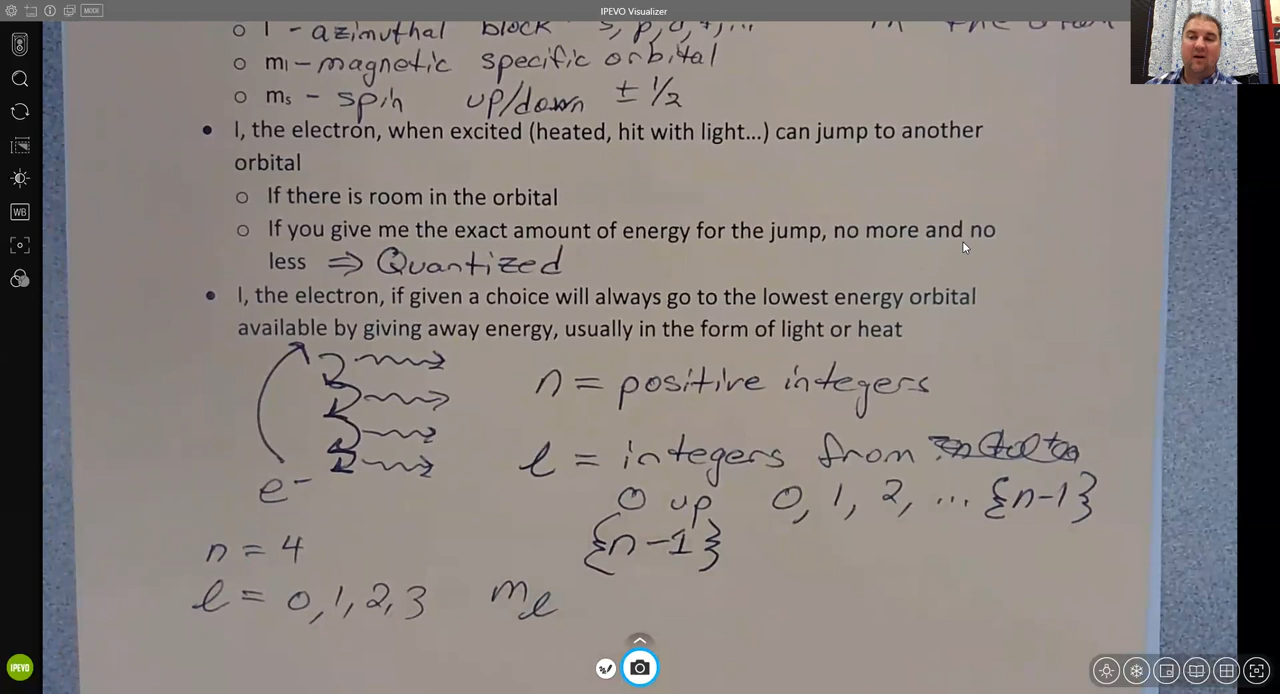 IPEVO Visualizer
MODE
o l - azimuthal block s, p, d, f, ... in the
o ml - magnetic specific orbital
o ms - spin up/down ± 1/2
• I, the electron, when excited (heated, hit with light...) can jump to another
orbital
o If there is room in the orbital
o If you give me the exact amount of energy for the jump, no more and no
less ⇒ Quantized
• I, the electron, if given a choice will always go to the lowest energy orbital
available by giving away energy, usually in the form of light or heat
n = positive integers
l = integers from
e-
0 up 0, 1, 2, ... {n-1}
n = 4
{n-1}
l = 0, 1, 2, 3 ml
WB
IPEVO